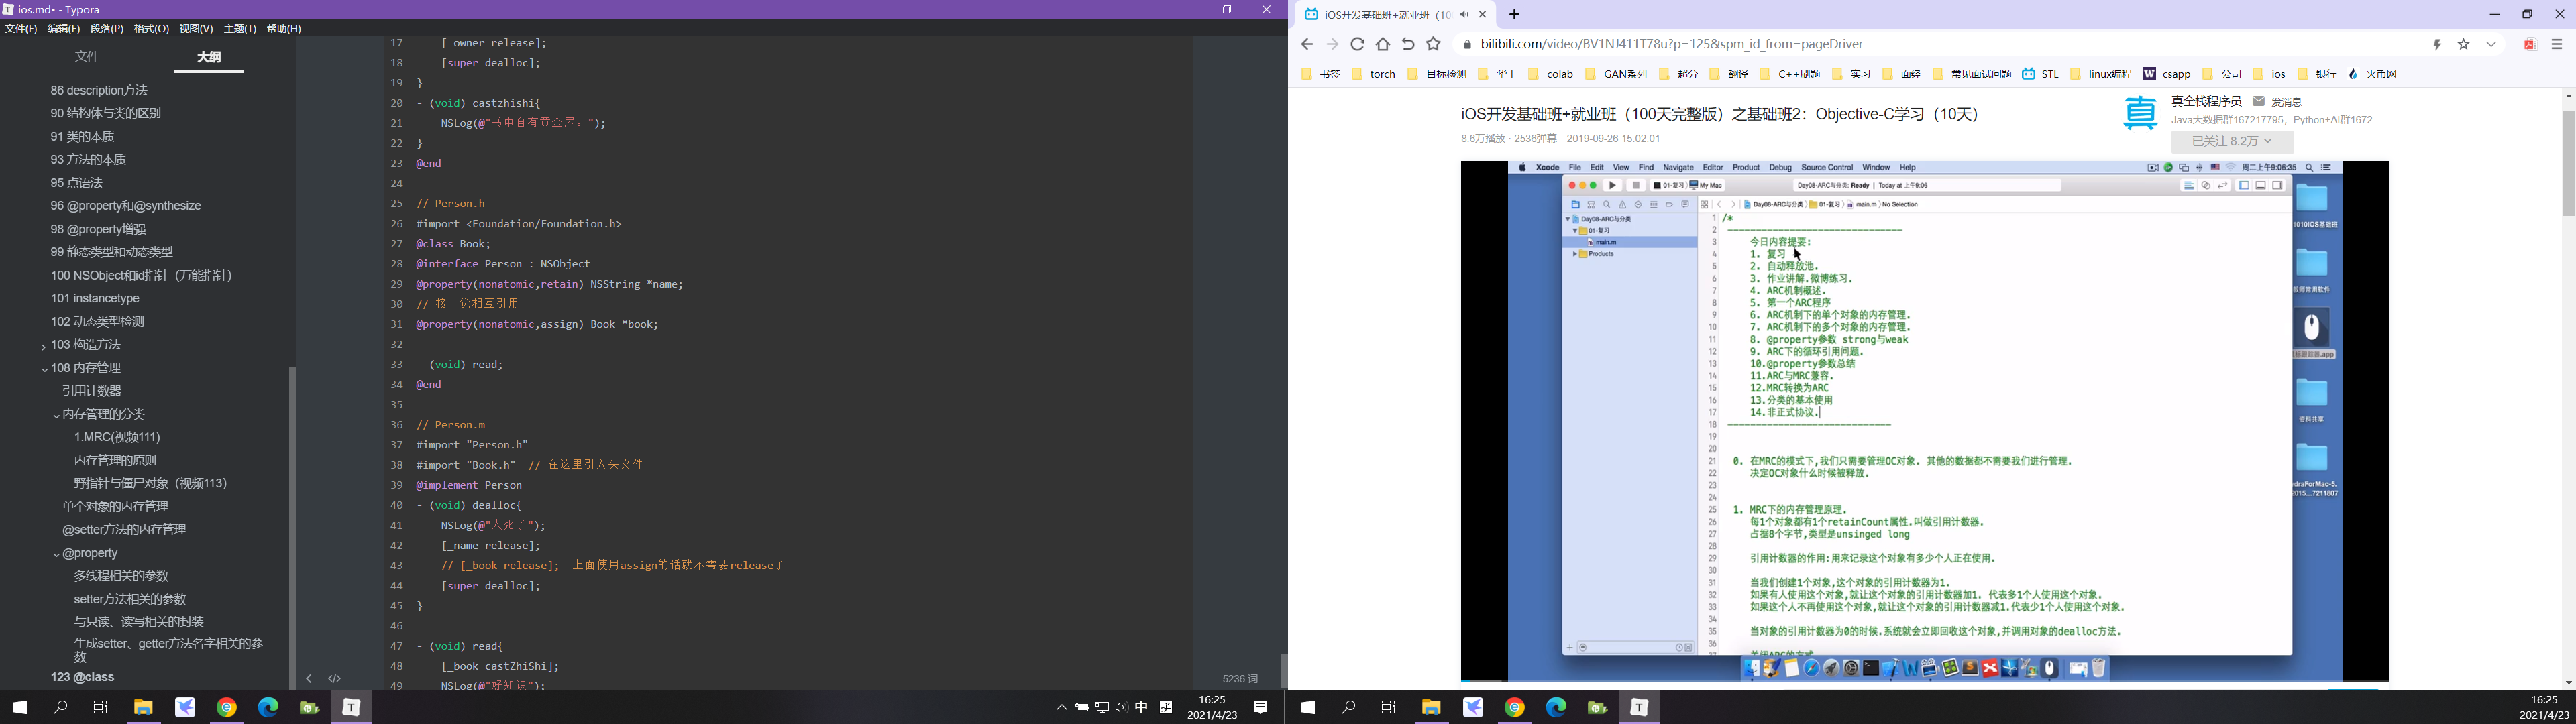 ios.md• - Typora
文件(F) 编辑(E) 段落(P) 格式(O) 视图(V) 主题(T) 帮助(H)
文件 大纲
86 description方法
90 结构体与类的区别
91 类的本质
93 方法的本质
95 点语法
96 @property和@synthesize
98 @property增强
99 静态类型和动态类型
100 NSObject和id指针（万能指针）
101 instancetype
102 动态类型检测
103 构造方法
108 内存管理
引用计数器
内存管理的分类
1.MRC(视频111)
内存管理的原则
野指针与僵尸对象（视频113）
单个对象的内存管理
@setter方法的内存管理
@property
多线程相关的参数
setter方法相关的参数
与只读、读写相关的封装
生成setter、getter方法名字相关的参
数
123 @class
17 [_owner release];
18 [super dealloc];
19 }
20 - (void) castzhishi{
21 NSLog(@"书中自有黄金屋。");
22 }
23 @end
24
25 // Person.h
26 #import <Foundation/Foundation.h>
27 @class Book;
28 @interface Person : NSObject
29 @property(nonatomic,retain) NSString *name;
30 // 接二觉相互引用
31 @property(nonatomic,assign) Book *book;
32
33 - (void) read;
34 @end
35
36 // Person.m
37 #import "Person.h"
38 #import "Book.h" // 在这里引入头文件
39 @implement Person
40 - (void) dealloc{
41 NSLog(@"人死了");
42 [_name release];
43 // [_book release]; 上面使用assign的话就不需要release了
44 [super dealloc];
45 }
46
47 - (void) read{
48 [_book castZhiShi];
49 NSLog(@"好知识");
5236 词
中 拼
16:25
2021/4/23
iOS开发基础班+就业班（10
bilibili.com/video/BV1NJ411T78u?p=125&spm_id_from=pageDriver
书签 torch 目标检测 华工 colab GAN系列 超分 翻译 C++刷题 实习 面经 常见面试问题 STL linux编程 csapp 公司 ios 银行 火币网
iOS开发基础班+就业班（100天完整版）之基础班2：Objective-C学习（10天）
8.6万播放 · 2536弹幕 2019-09-26 15:02:01
真
真全栈程序员 发消息
Java大数据群167217795，Python+AI群1672...
已关注 8.2万
Xcode File Edit View Find Navigate Editor Product Debug Source Control Window Help
周二上午9:06:35
01-复习 My Mac
Day08-ARC与分类: Ready | Today at 上午9:06
Day08-ARC与分类 01-复习 main.m No Selection
Day08-ARC与分类
01-复习
main.m
Products
1 /*
2 ------------------------------
3 今日内容提要:
4 1. 复习
5 2. 自动释放池.
6 3. 作业讲解.微博练习.
7 4. ARC机制概述.
8 5. 第一个ARC程序
9 6. ARC机制下的单个对象的内存管理.
10 7. ARC机制下的多个对象的内存管理.
11 8. @property参数 strong与weak
12 9. ARC下的循环引用问题.
13 10.@property参数总结
14 11.ARC与MRC兼容.
15 12.MRC转换为ARC
16 13.分类的基本使用
17 14.非正式协议.
18 ----------------------------
19
20
21 0. 在MRC的模式下,我们只需要管理OC对象. 其他的数据都不需要我们进行管理.
22 决定OC对象什么时候被释放.
23
24
25 1. MRC下的内存管理原理.
26 每1个对象都有1个retainCount属性.叫做引用计数器.
27 占据8个字节,类型是unsinged long
28
29 引用计数器的作用:用来记录这个对象有多少个人正在使用.
30
31 当我们创建1个对象,这个对象的引用计数器为1.
32 如果有人使用这个对象,就让这个对象的引用计数器加1. 代表多1个人使用这个对象.
33 如果这个人不再使用这个对象,就让这个对象的引用计数器减1.代表少1个人使用这个对象.
34
35 当对象的引用计数器为0的时候.系统就会立即回收这个对象,并调用对象的dealloc方法.
36
1010IOS基础班
资料共享
16:25
2021/4/23